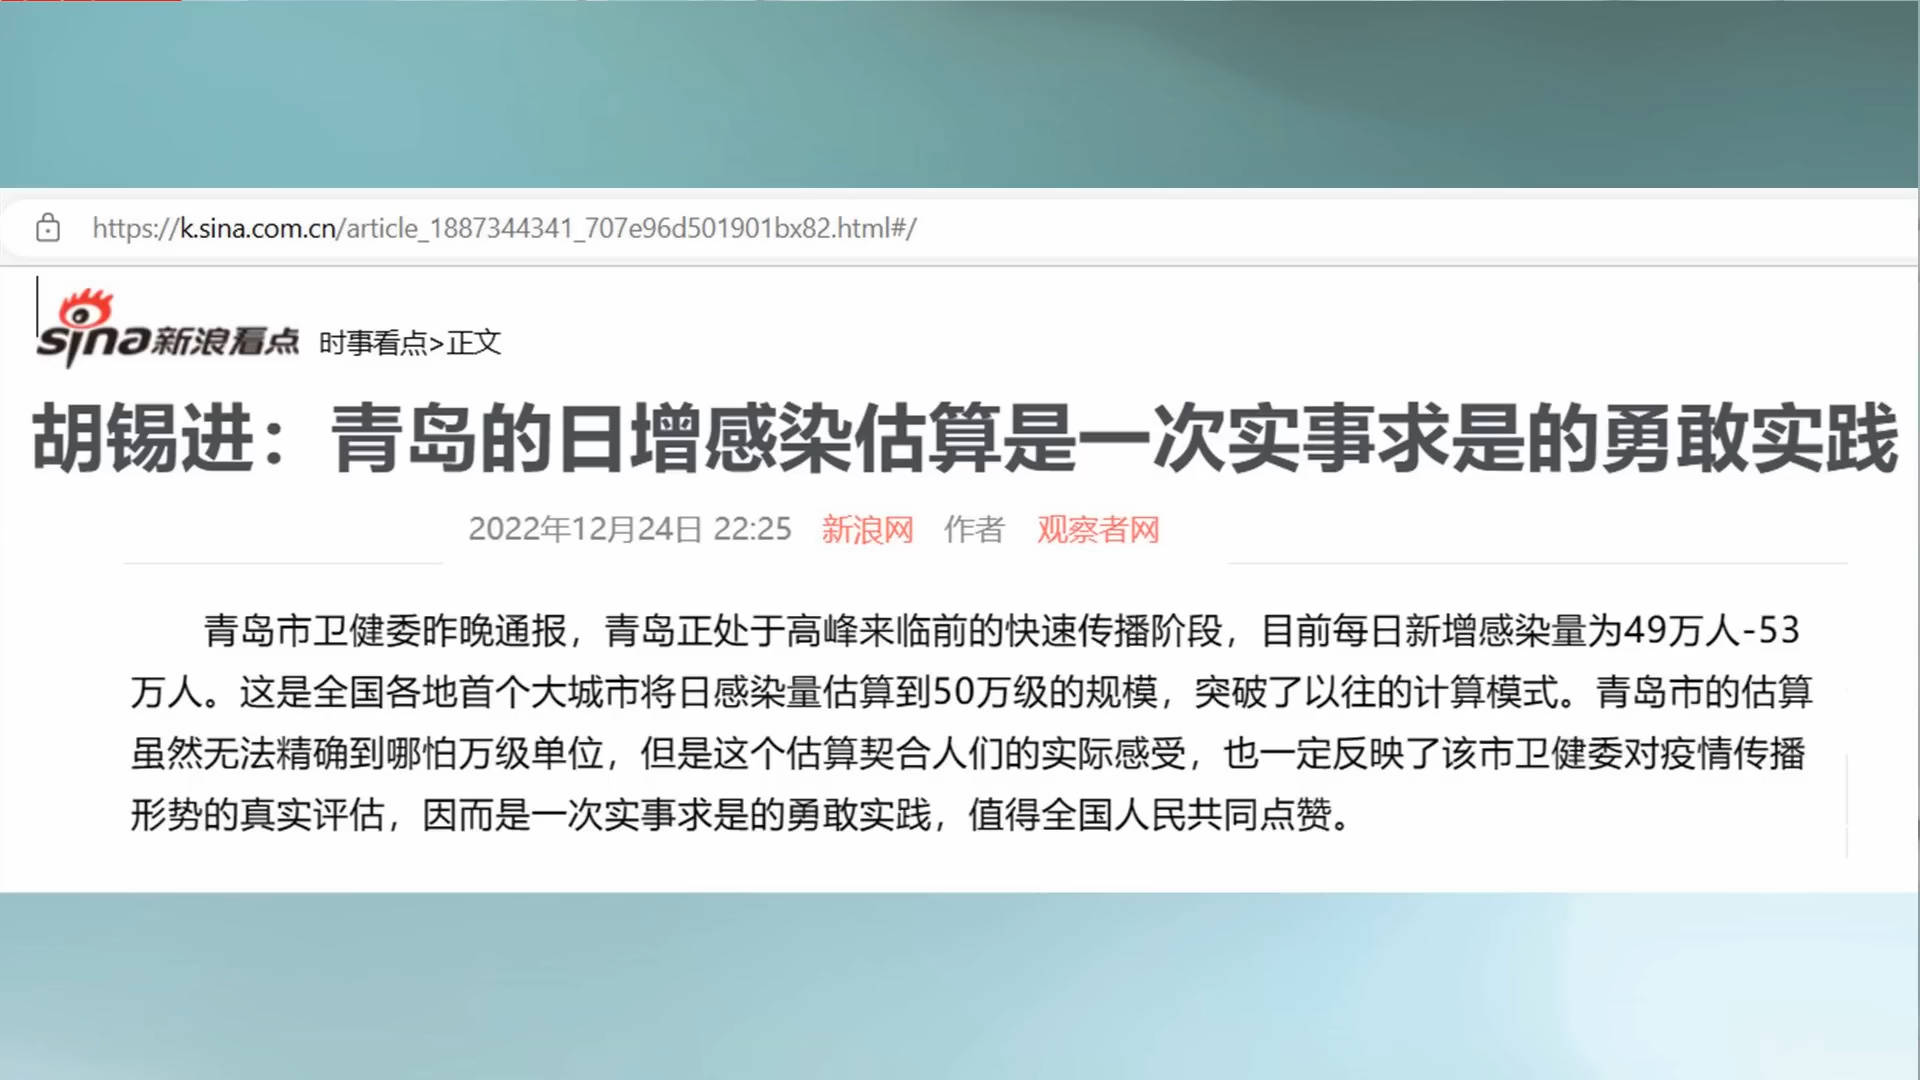 https://k.sina.com.cn/article_1887344341_707e96d501901bx82.html#/
sina新浪看点 时事看点>正文
胡锡进：青岛的日增感染估算是一次实事求是的勇敢实践
2022年12月24日 22:25 新浪网 作者 观察者网
青岛市卫健委昨晚通报，青岛正处于高峰来临前的快速传播阶段，目前每日新增感染量为49万人-53
万人。这是全国各地首个大城市将日感染量估算到50万级的规模，突破了以往的计算模式。青岛市的估算
虽然无法精确到哪怕万级单位，但是这个估算契合人们的实际感受，也一定反映了该市卫健委对疫情传播
形势的真实评估，因而是一次实事求是的勇敢实践，值得全国人民共同点赞。